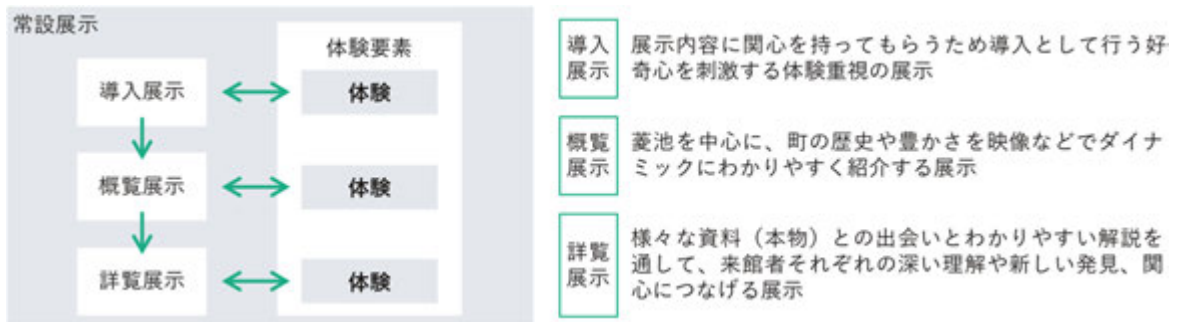 常設展示
体験要素
導入展示
体験
概覧展示
体験
詳覧展示
体験
導入
展示
展示内容に関心を持ってもらうため導入として行う好
奇心を刺激する体験重視の展示
概覧
展示
菱池を中心に、町の歴史や豊かさを映像などでダイナ
ミックにわかりやすく紹介する展示
詳覧
展示
様々な資料（本物）との出会いとわかりやすい解説を
通して、来館者それぞれの深い理解や新しい発見、関
心につなげる展示